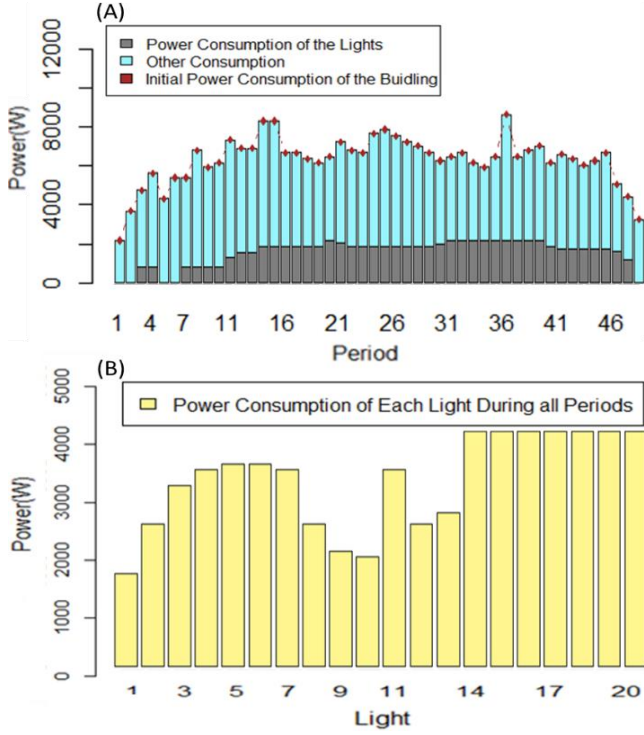 (A)
Power Consumption of the Lights
Other Consumption
Initial Power Consumption of the Buidling
Power(W)
12000
8000
4000
0
1 4 7 11 16 21 26 31 36 41 46
Period
(B)
Power Consumption of Each Light During all Periods
Power(W)
5000
4000
3000
2000
1000
0
1 3 5 7 9 11 14 17 20
Light